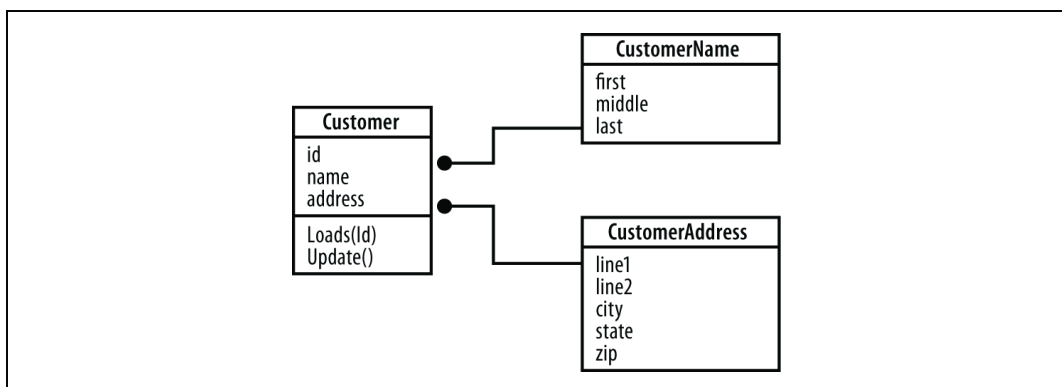 Customer
id
name
address
Loads(Id)
Update()
CustomerName
first
middle
last
CustomerAddress
line1
line2
city
state
zip